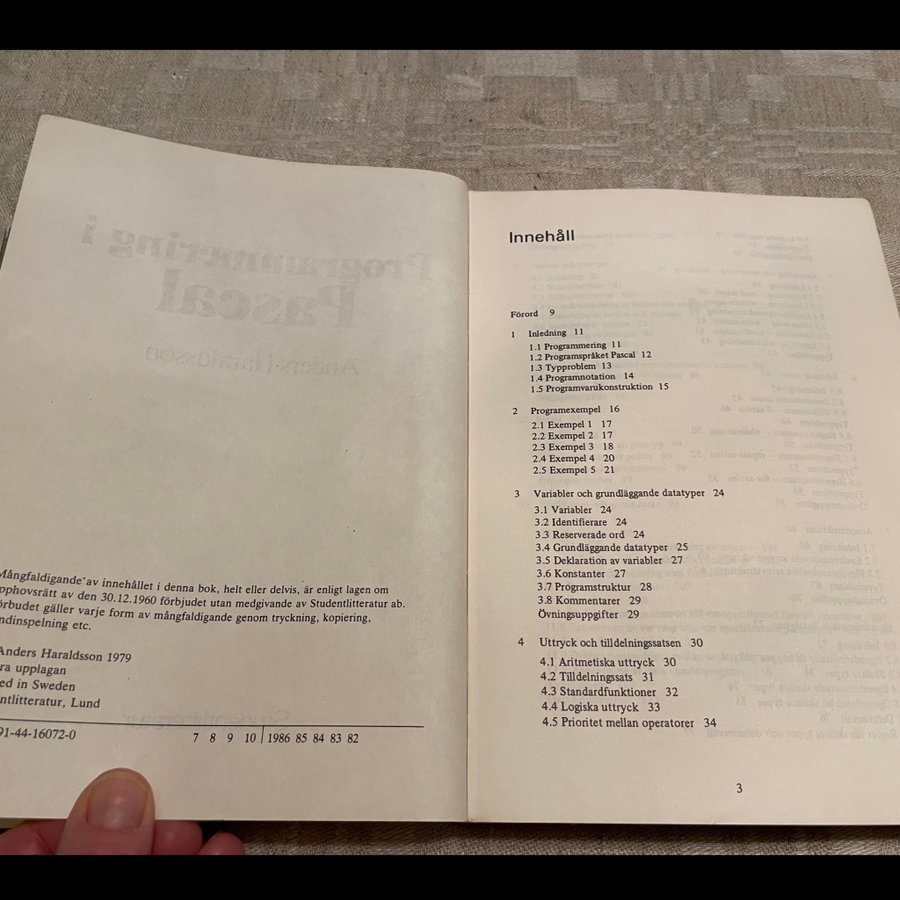 Programmering i
Pascal
Anders Haraldsson
Mångfaldigande av innehållet i denna bok, helt eller delvis, är enligt lagen om
pphovsrätt av den 30.12.1960 förbjudet utan medgivande av Studentlitteratur ab.
örbudet gäller varje form av mångfaldigande genom tryckning, kopiering,
ndinspelning etc.
Anders Haraldsson 1979
ra upplagan
ed in Sweden
ntlitteratur, Lund
91-44-16072-0
7 8 9 10 | 1986 85 84 83 82
Innehåll
Förord 9
1 Inledning 11
1.1 Programmering 11
1.2 Programspråket Pascal 12
1.3 Typproblem 13
1.4 Programnotation 14
1.5 Programvarukonstruktion 15
2 Programexempel 16
2.1 Exempel 1 17
2.2 Exempel 2 17
2.3 Exempel 3 18
2.4 Exempel 4 20
2.5 Exempel 5 21
3 Variabler och grundläggande datatyper 24
3.1 Variabler 24
3.2 Identifierare 24
3.3 Reserverade ord 24
3.4 Grundläggande datatyper 25
3.5 Deklaration av variabler 27
3.6 Konstanter 27
3.7 Programstruktur 28
3.8 Kommentarer 29
Övningsuppgifter 29
4 Uttryck och tilldelningssatsen 30
4.1 Aritmetiska uttryck 30
4.2 Tilldelningssats 31
4.3 Standardfunktioner 32
4.4 Logiska uttryck 33
4.5 Prioritet mellan operatorer 34
3